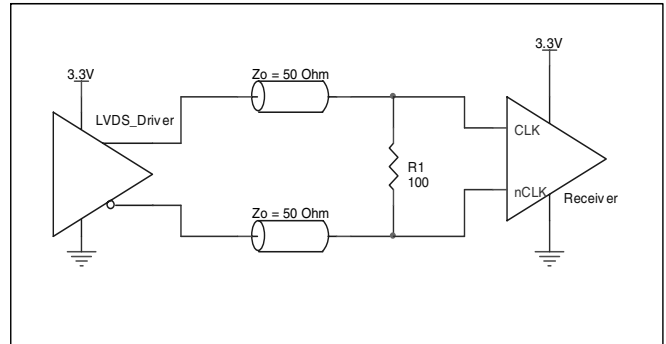 3.3V
LVDS_Driver
Zo = 50 Ohm
3.3V
CLK
R1
100
nCLK
Receiver
Zo = 50 Ohm